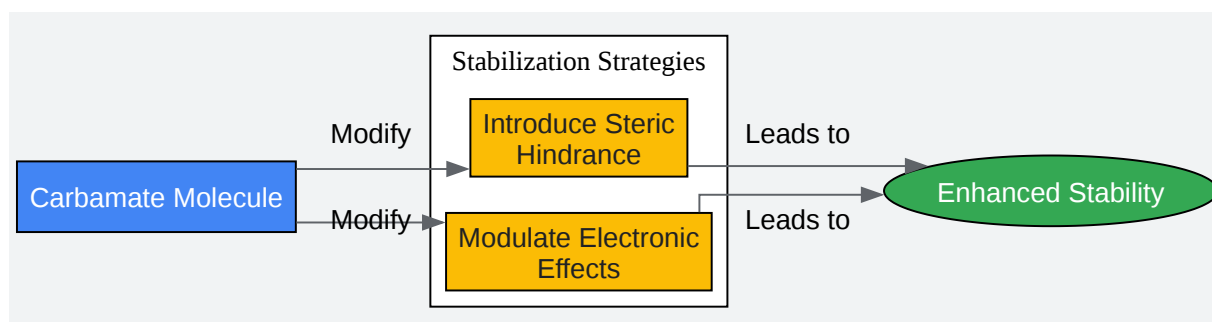 Stabilization Strategies
Carbamate Molecule
Modify
Modify
Introduce Steric
Hindrance
Modulate Electronic
Effects
Leads to
Leads to
Enhanced Stability